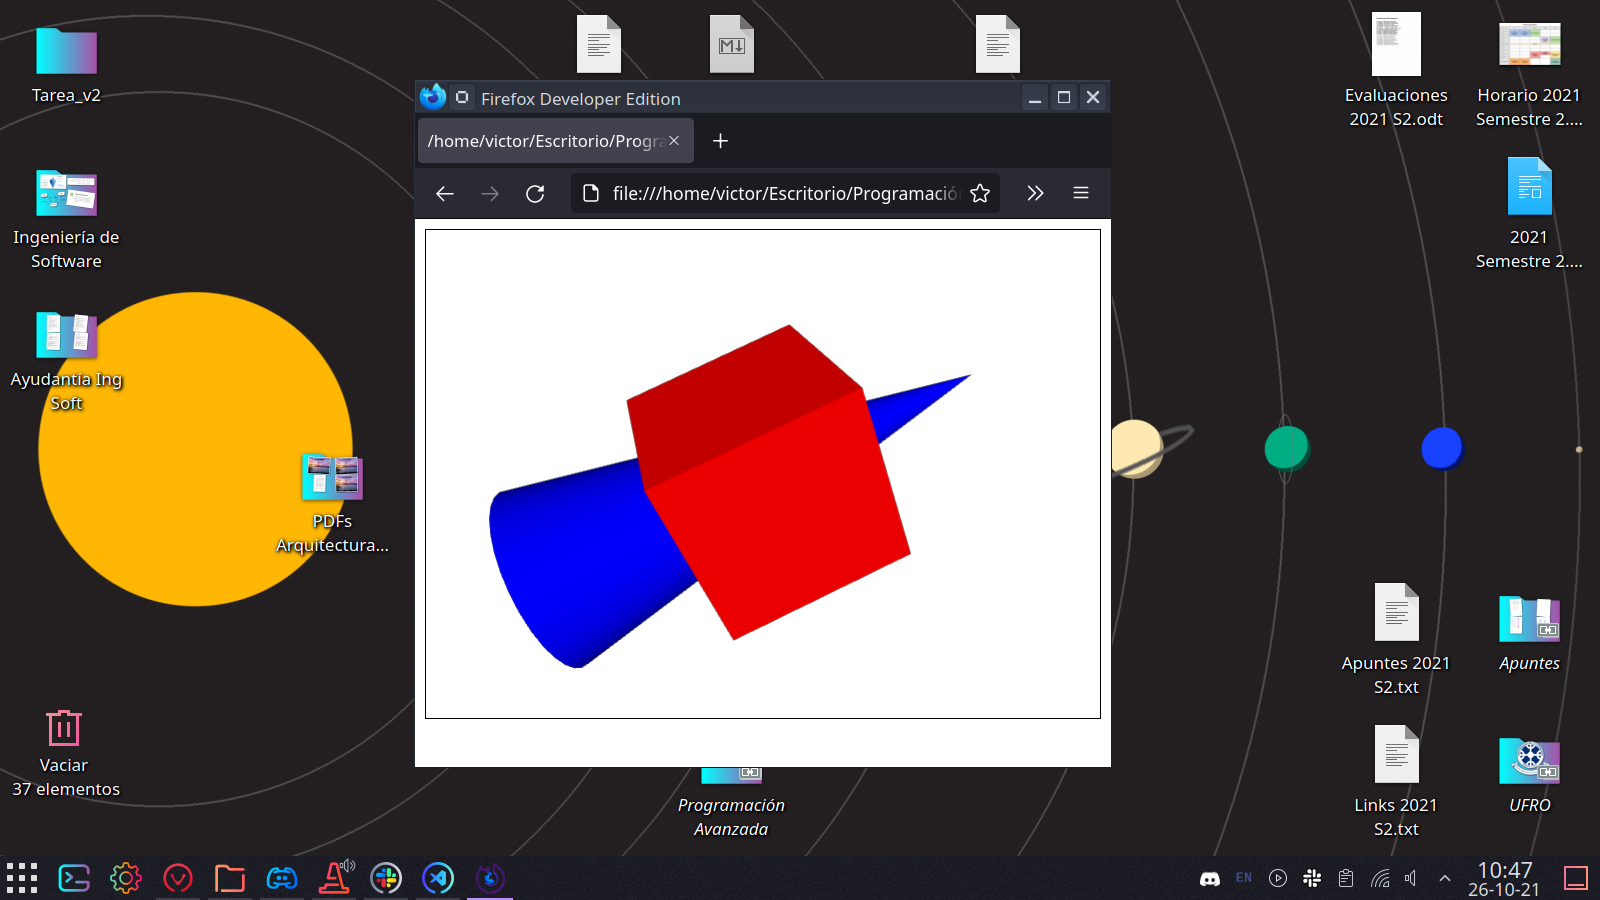 Tarea_v2
Ingeniería de
Software
Ayudantía Ing
Soft
PDFs
Arquitectura...
Vaciar
37 elementos
Firefox Developer Edition
/home/victor/Escritorio/Progra
file:///home/victor/Escritorio/Programació
Programación
Avanzada
Evaluaciones
2021 S2.odt
Horario 2021
Semestre 2....
2021
Semestre 2....
Apuntes 2021
S2.txt
Apuntes
Links 2021
S2.txt
UFRO
EN
10:47
26-10-21